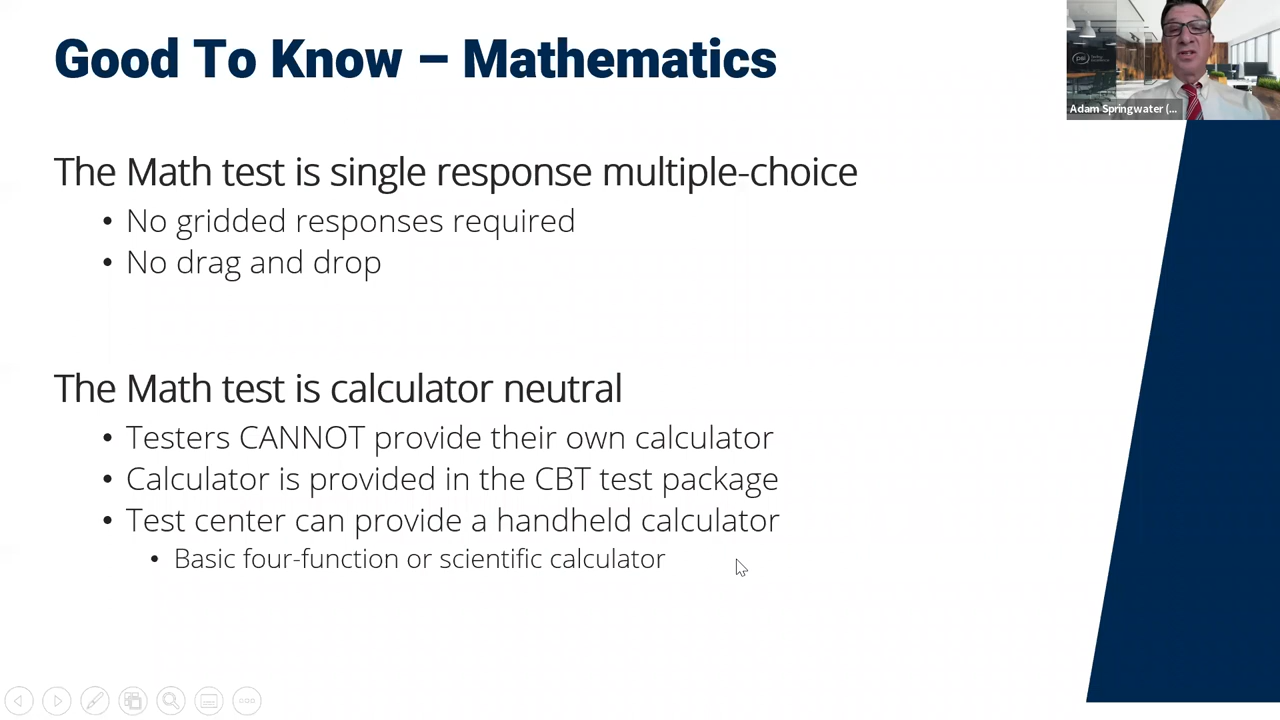 Good To Know – Mathematics
Adam Springwater (...
The Math test is single response multiple-choice
• No gridded responses required
• No drag and drop
The Math test is calculator neutral
• Testers CANNOT provide their own calculator
• Calculator is provided in the CBT test package
• Test center can provide a handheld calculator
• Basic four-function or scientific calculator
psi